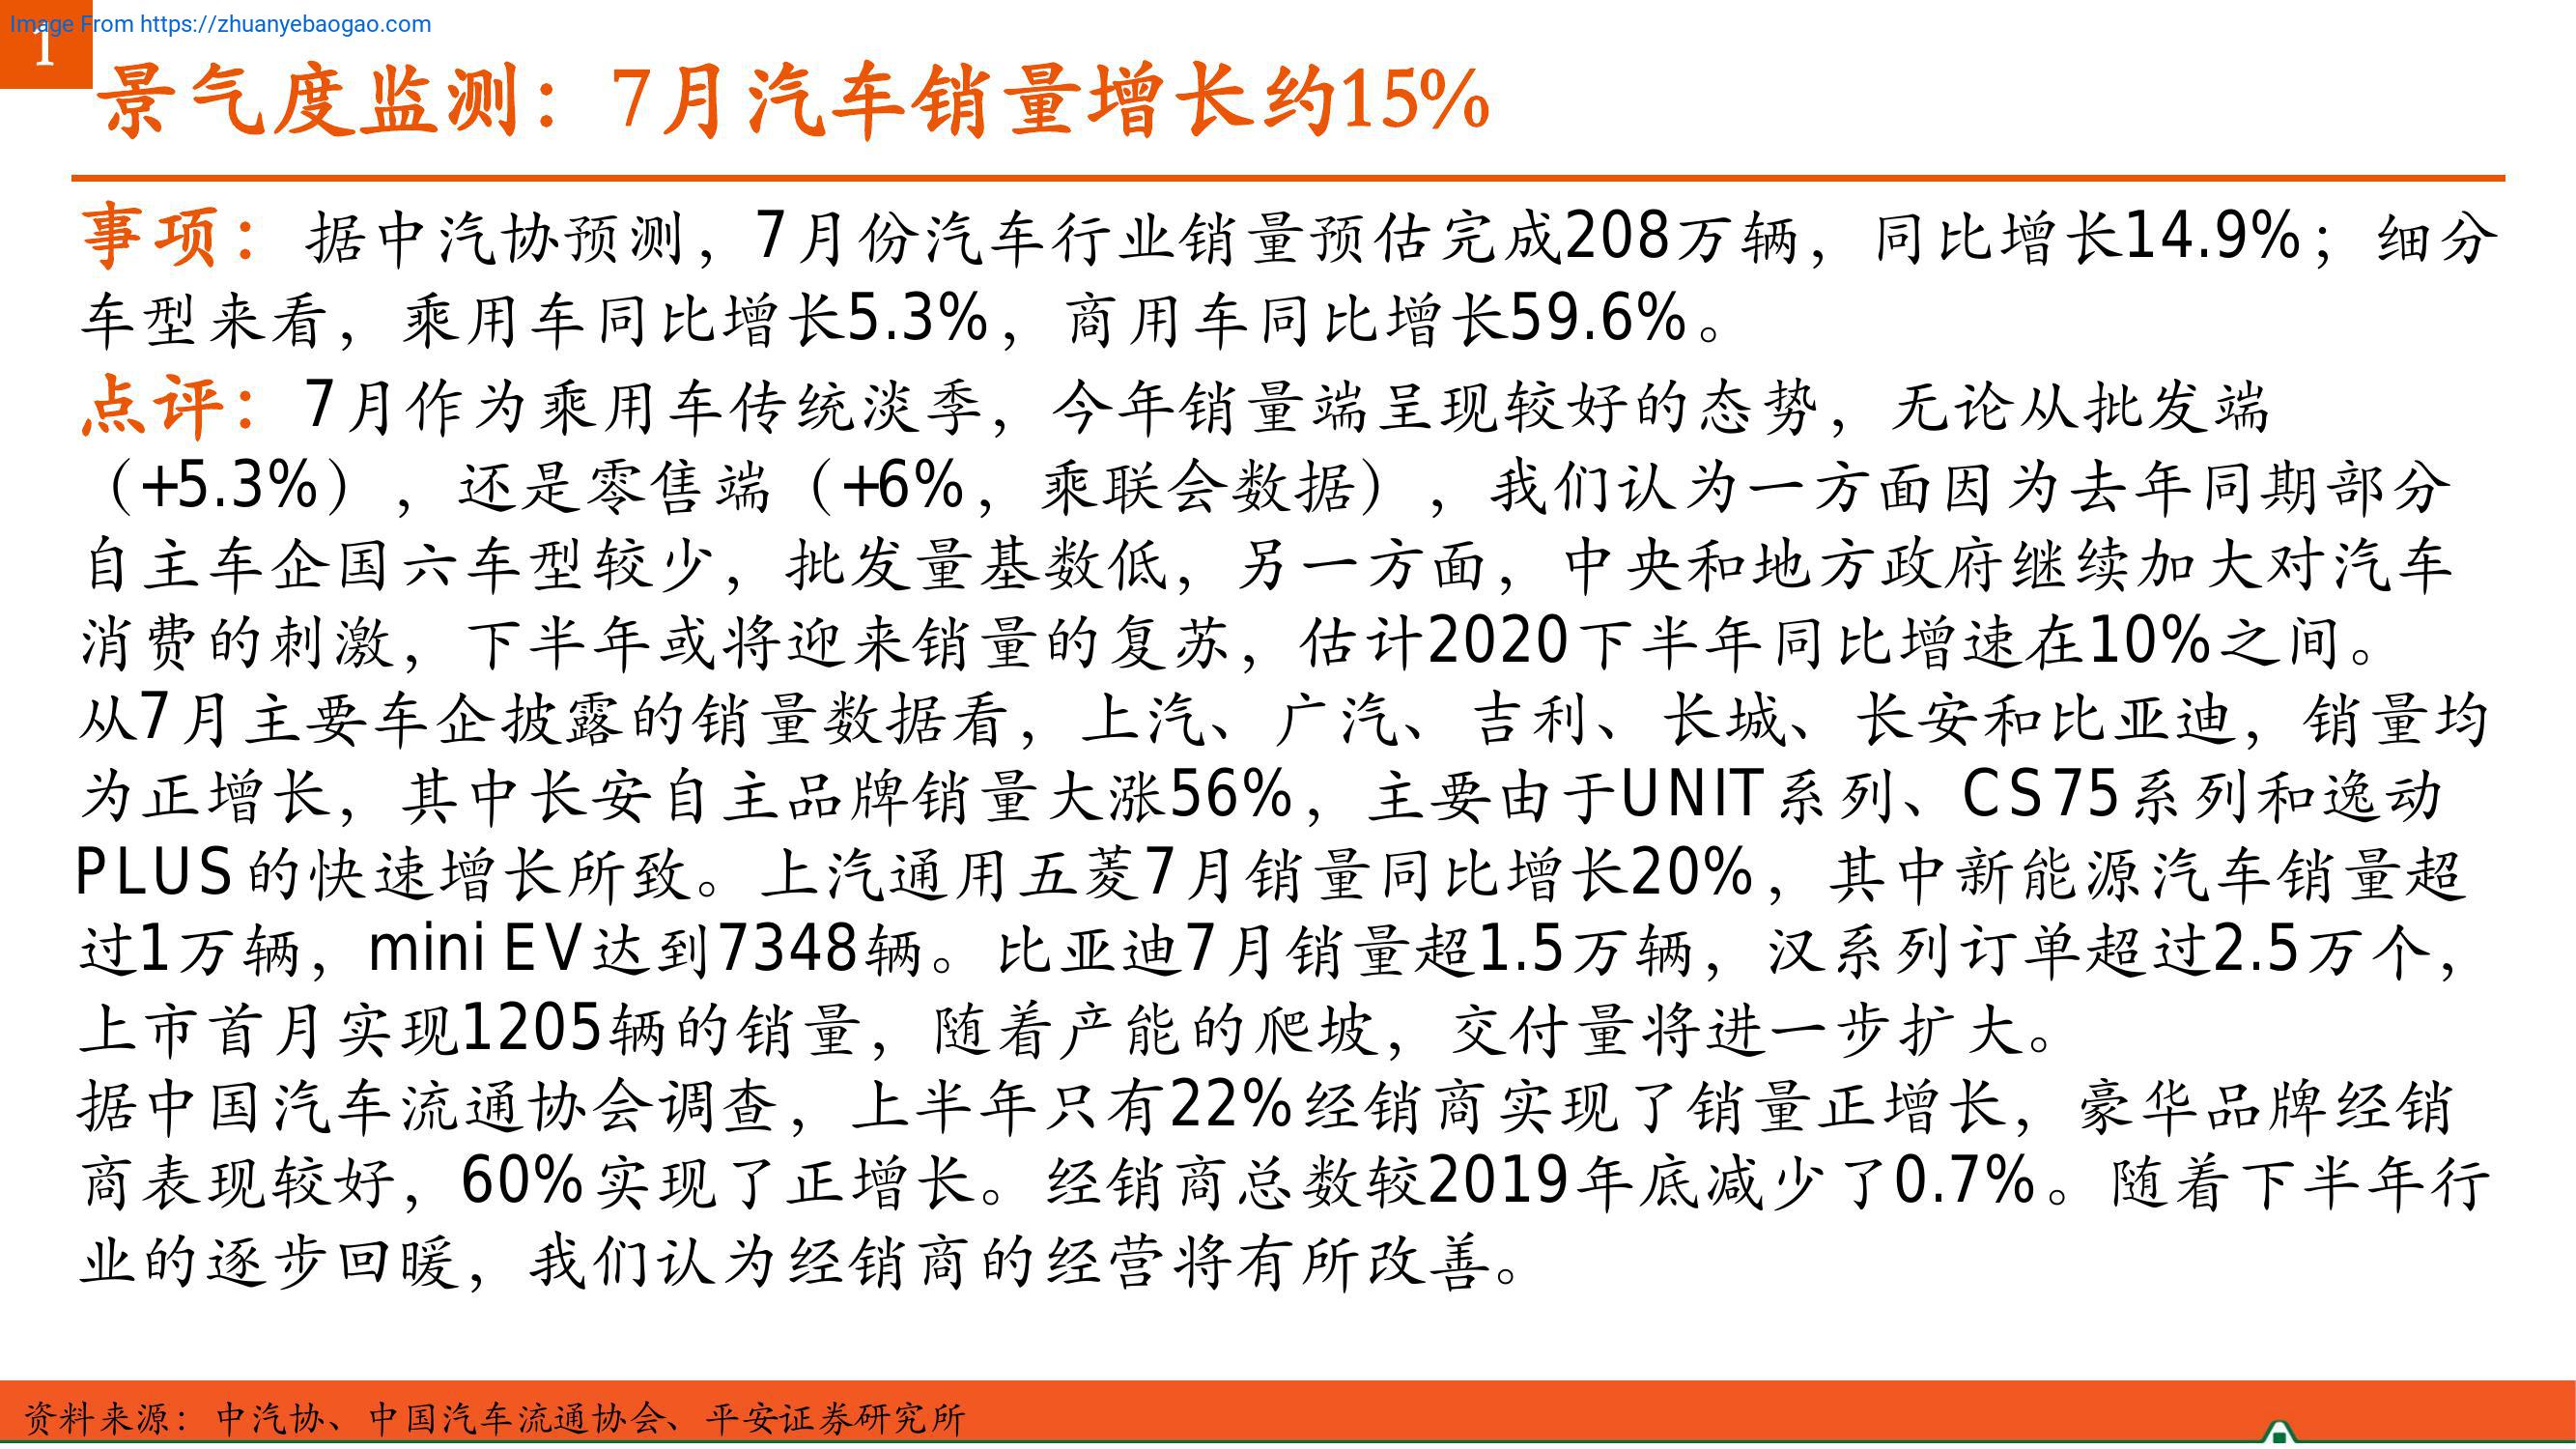 Image From https://zhuanyebaogao.com
1
景气度监测：7月汽车销量增长约15%
事项：据中汽协预测，7月份汽车行业销量预估完成208万辆，同比增长14.9%；细分
车型来看，乘用车同比增长5.3%，商用车同比增长59.6%。
点评：7月作为乘用车传统淡季，今年销量端呈现较好的态势，无论从批发端
（+5.3%），还是零售端（+6%，乘联会数据），我们认为一方面因为去年同期部分
自主车企国六车型较少，批发量基数低，另一方面，中央和地方政府继续加大对汽车
消费的刺激，下半年或将迎来销量的复苏，估计2020下半年同比增速在10%之间。
从7月主要车企披露的销量数据看，上汽、广汽、吉利、长城、长安和比亚迪，销量均
为正增长，其中长安自主品牌销量大涨56%，主要由于UNIT系列、CS75系列和逸动
PLUS的快速增长所致。上汽通用五菱7月销量同比增长20%，其中新能源汽车销量超
过1万辆，mini EV达到7348辆。比亚迪7月销量超1.5万辆，汉系列订单超过2.5万个，
上市首月实现1205辆的销量，随着产能的爬坡，交付量将进一步扩大。
据中国汽车流通协会调查，上半年只有22%经销商实现了销量正增长，豪华品牌经销
商表现较好，60%实现了正增长。经销商总数较2019年底减少了0.7%。随着下半年行
业的逐步回暖，我们认为经销商的经营将有所改善。
资料来源：中汽协、中国汽车流通协会、平安证券研究所